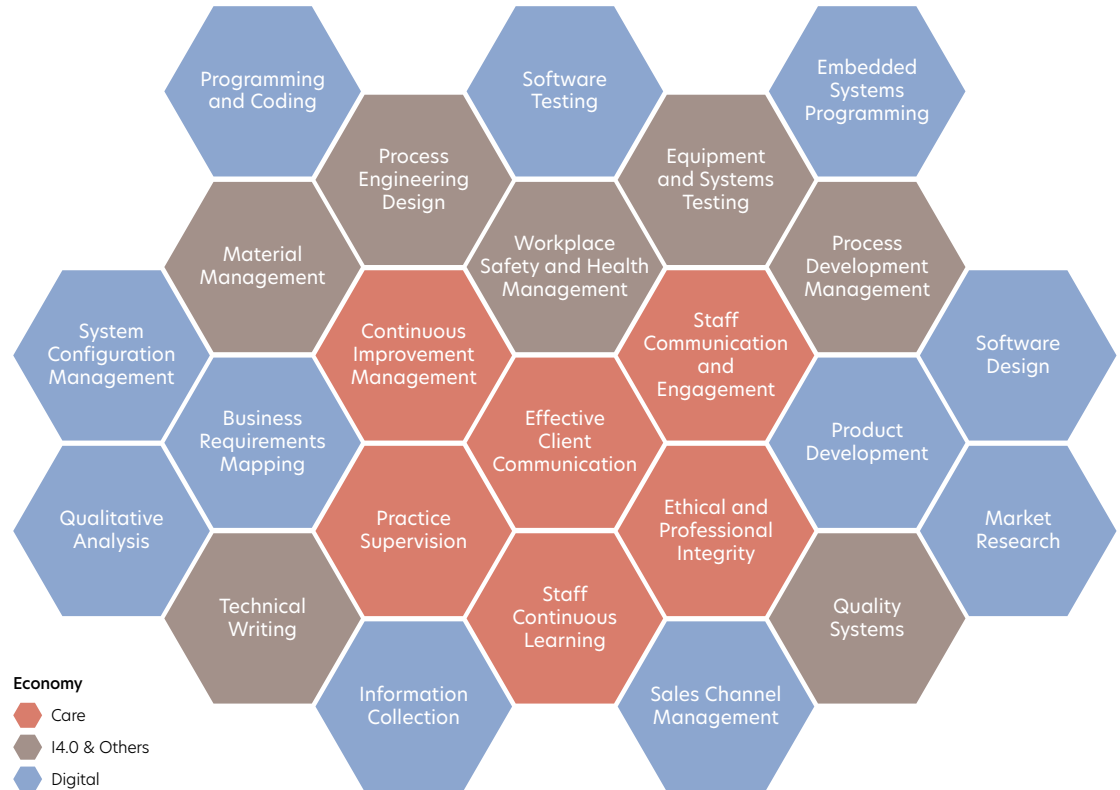 Programming
and Coding
Software
Testing
Embedded
Systems
Programming
Process
Engineering
Design
Equipment
and Systems
Testing
Material
Management
Workplace
Safety and Health
Management
Process
Development
Management
System
Configuration
Management
Continuous
Improvement
Management
Staff
Communication
and
Engagement
Software
Design
Business
Requirements
Mapping
Effective
Client
Communication
Product
Development
Qualitative
Analysis
Practice
Supervision
Ethical and
Professional
Integrity
Market
Research
Technical
Writing
Staff
Continuous
Learning
Quality
Systems
Information
Collection
Sales Channel
Management
Economy
Care
I4.0 & Others
Digital